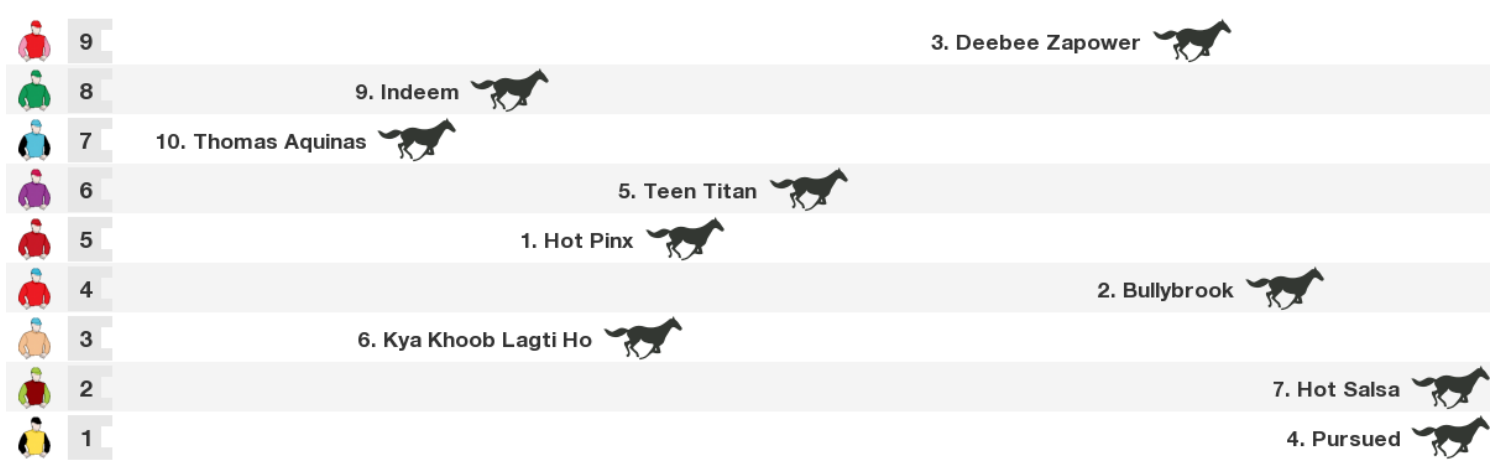 9 3. Deebee Zapower
8 9. Indeem
7 10. Thomas Aquinas
6 5. Teen Titan
5 1. Hot Pinx
4 2. Bullybrook
3 6. Kya Khoob Lagti Ho
2 7. Hot Salsa
1 4. Pursued